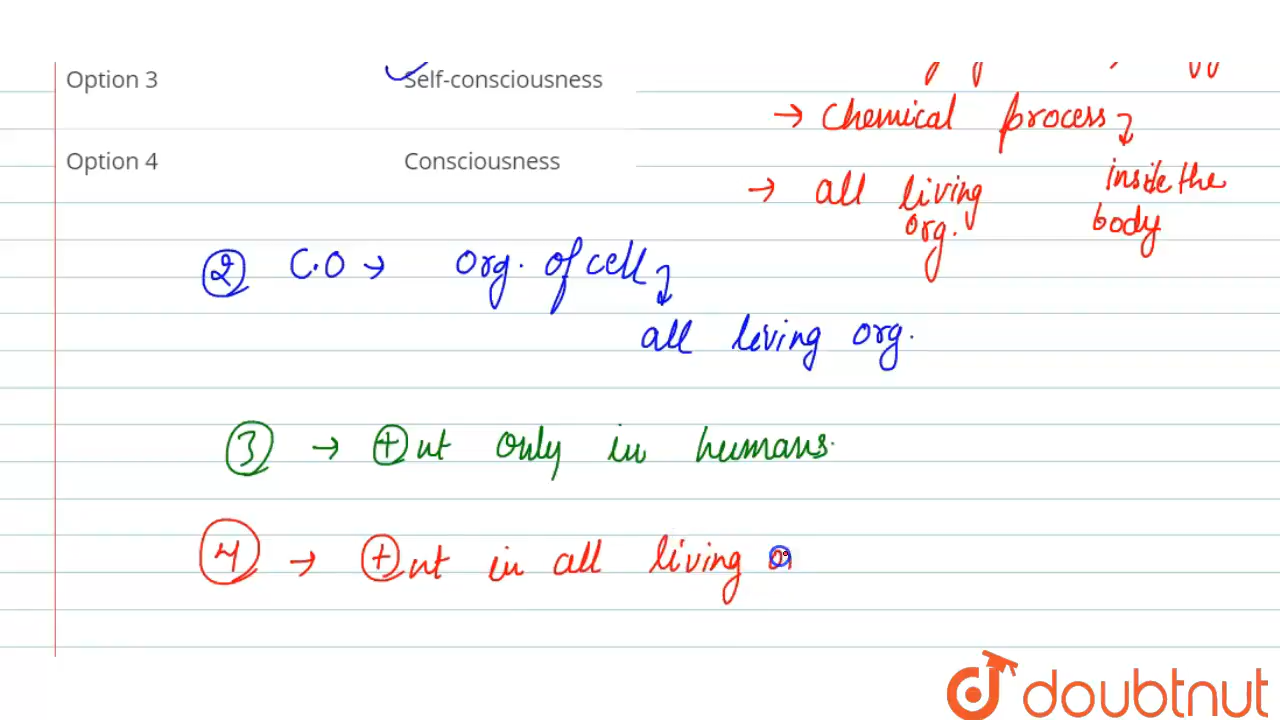 Option 3 Self-consciousness
→ Chemical process
Option 4 Consciousness
inside the
→ all living
body
org.
② C.O → org. of cell
all living org.
③ → ⊕nt only in humans.
④ → ⊕nt in all living
doubtnut